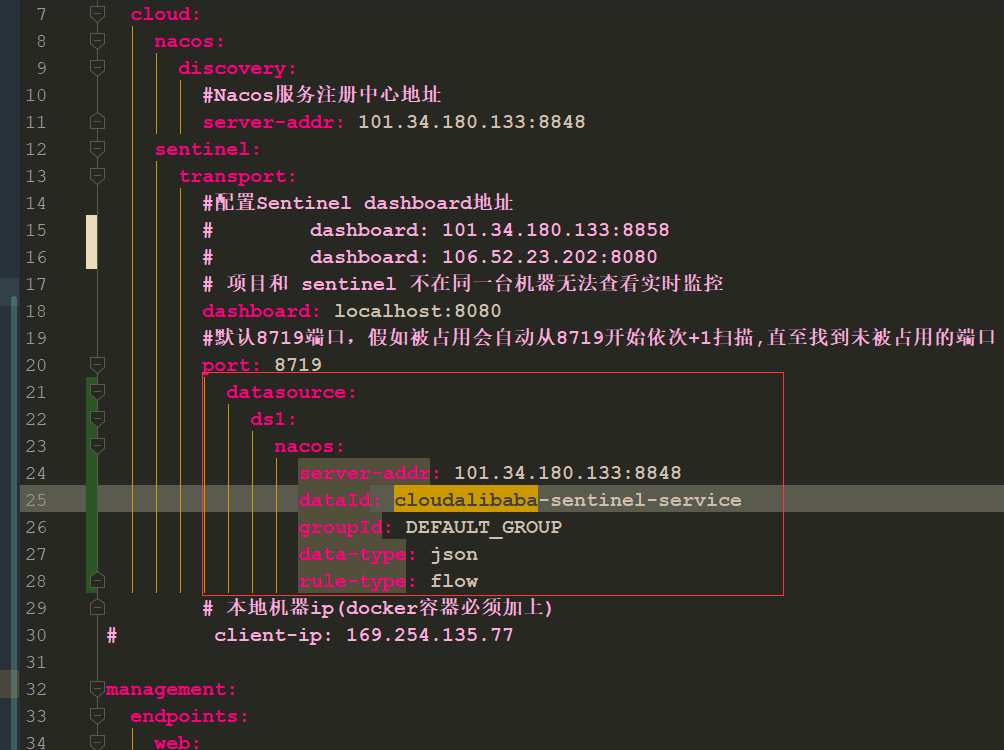 7 cloud:
8 nacos:
9 discovery:
10 #Nacos服务注册中心地址
11 server-addr: 101.34.180.133:8848
12 sentinel:
13 transport:
14 #配置Sentinel dashboard地址
15 # dashboard: 101.34.180.133:8858
16 # dashboard: 106.52.23.202:8080
17 # 项目和 sentinel 不在同一台机器无法查看实时监控
18 dashboard: localhost:8080
19 #默认8719端口，假如被占用会自动从8719开始依次+1扫描,直至找到未被占用的端口
20 port: 8719
21 datasource:
22 ds1:
23 nacos:
24 server-addr: 101.34.180.133:8848
25 dataId: cloudalibaba-sentinel-service
26 groupId: DEFAULT_GROUP
27 data-type: json
28 rule-type: flow
29 # 本地机器ip(docker容器必须加上)
30 # client-ip: 169.254.135.77
31
32 management:
33 endpoints:
34 web: